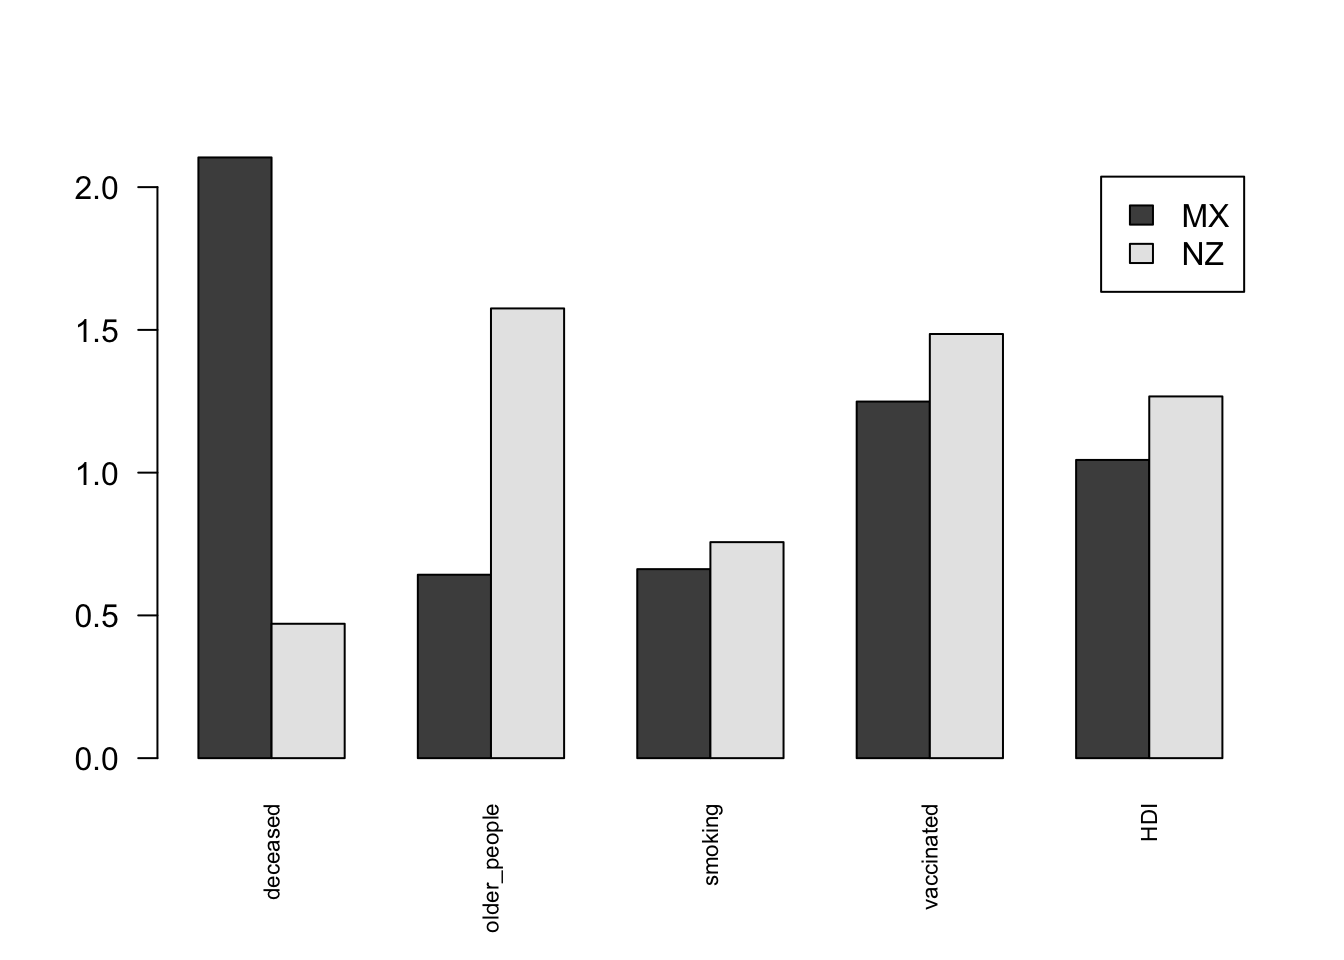 2.0
1.5
1.0
0.5
0.0
MX
NZ
deceased
older_people
smoking
vaccinated
HDI